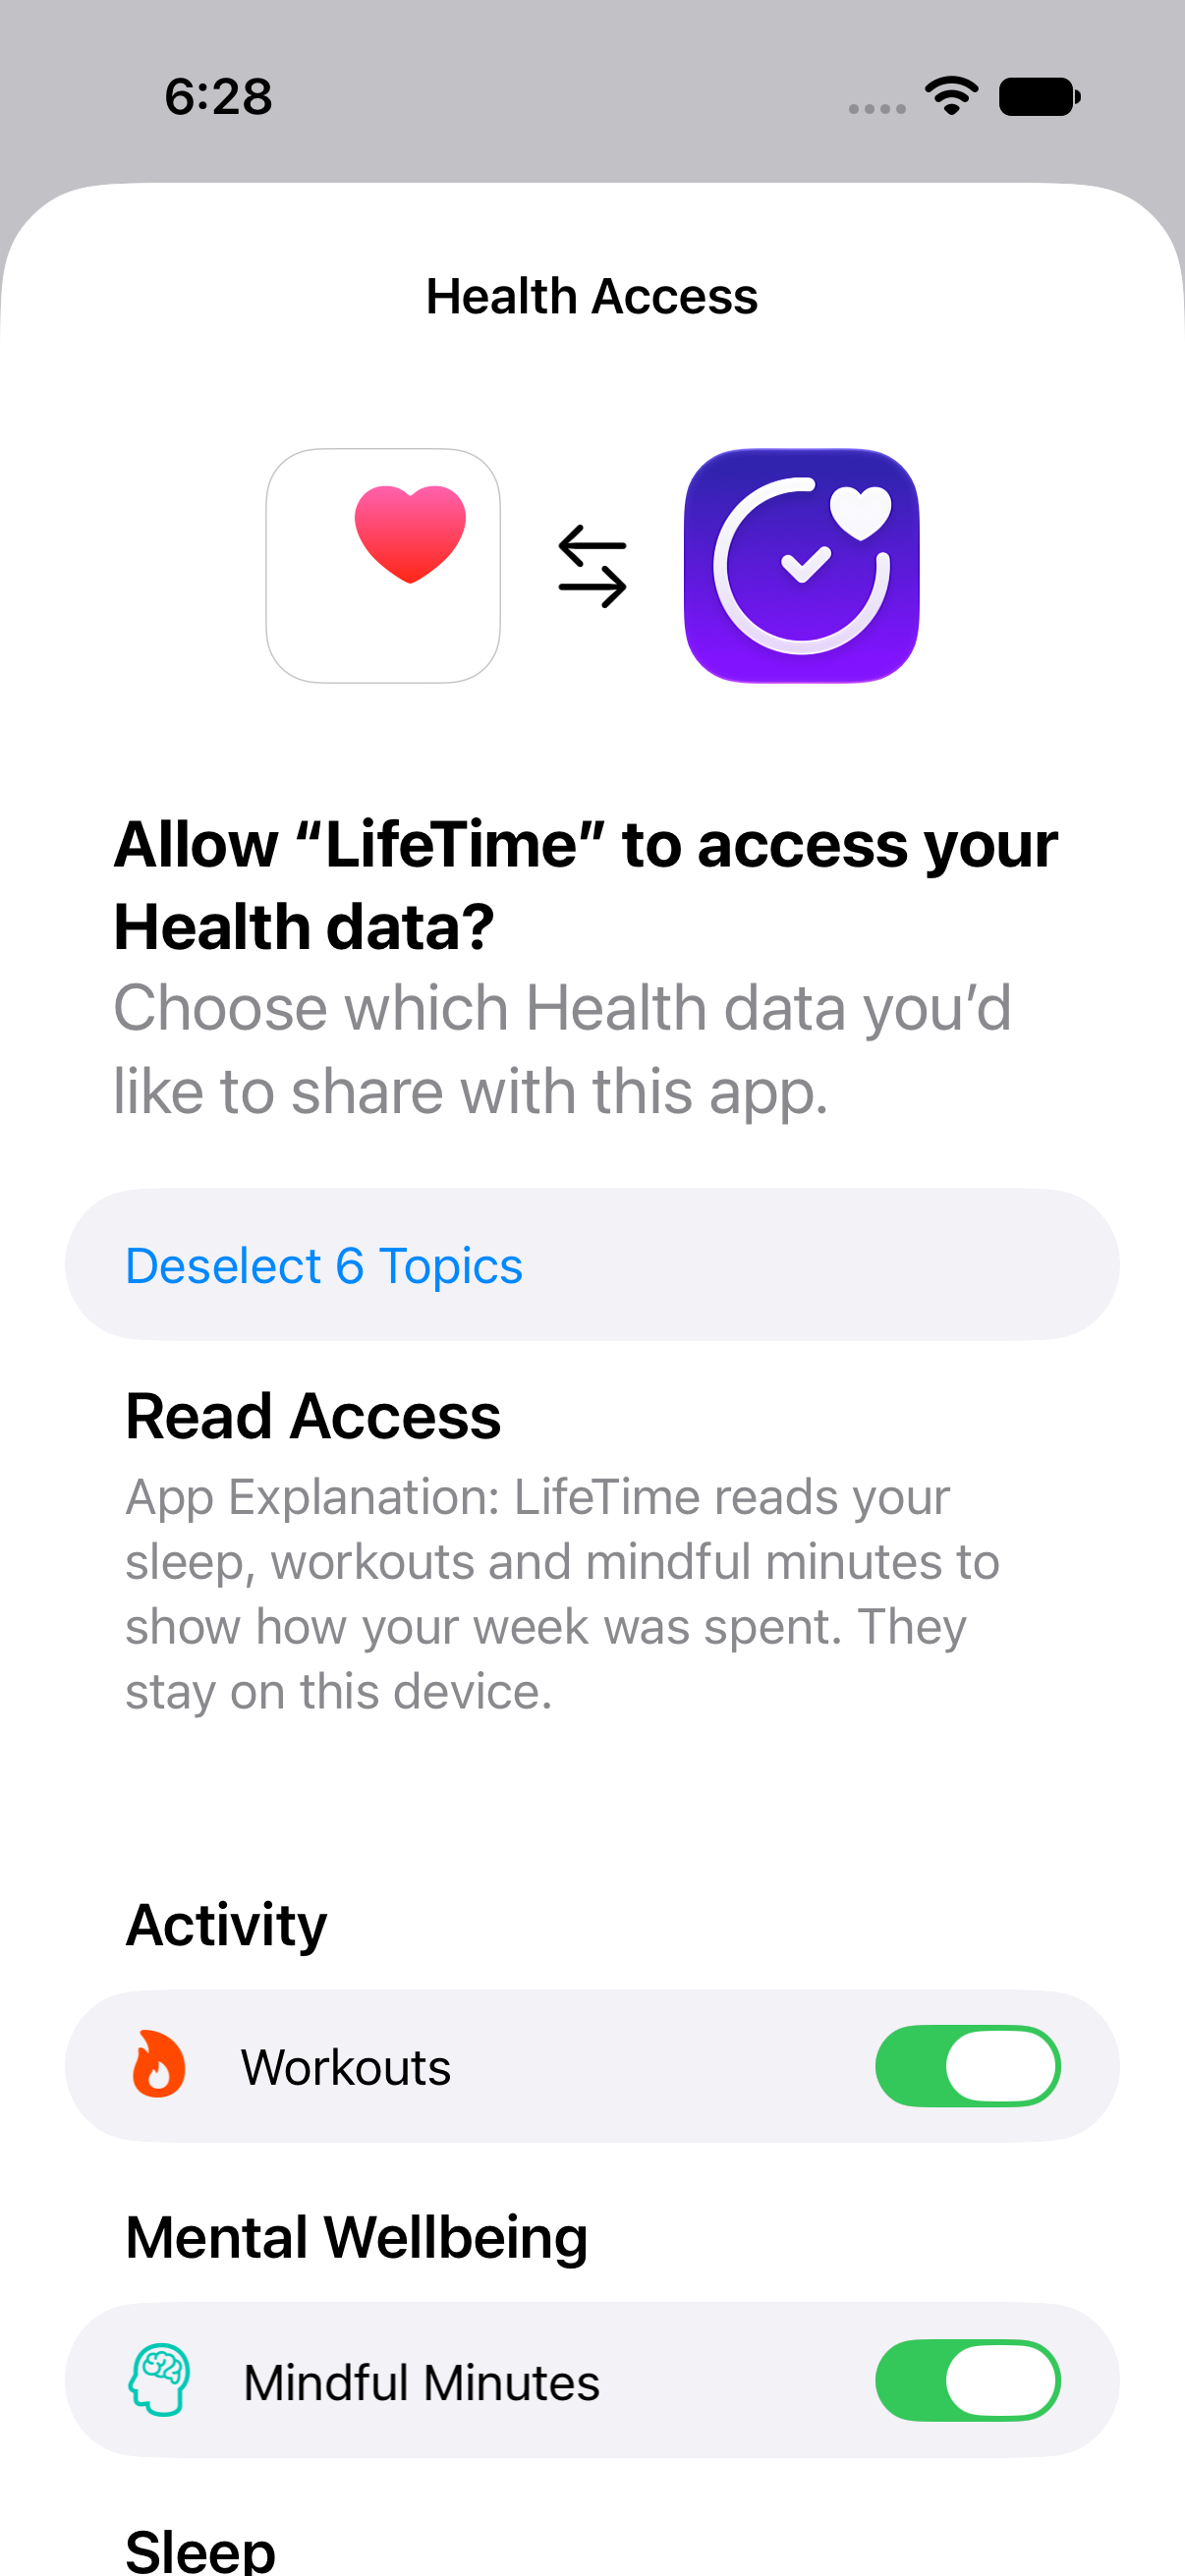 6:28
Health Access
Allow “LifeTime” to access your
Health data?
Choose which Health data you’d
like to share with this app.
Deselect 6 Topics
Read Access
App Explanation: LifeTime reads your
sleep, workouts and mindful minutes to
show how your week was spent. They
stay on this device.
Activity
Workouts
Mental Wellbeing
Mindful Minutes
Sleep